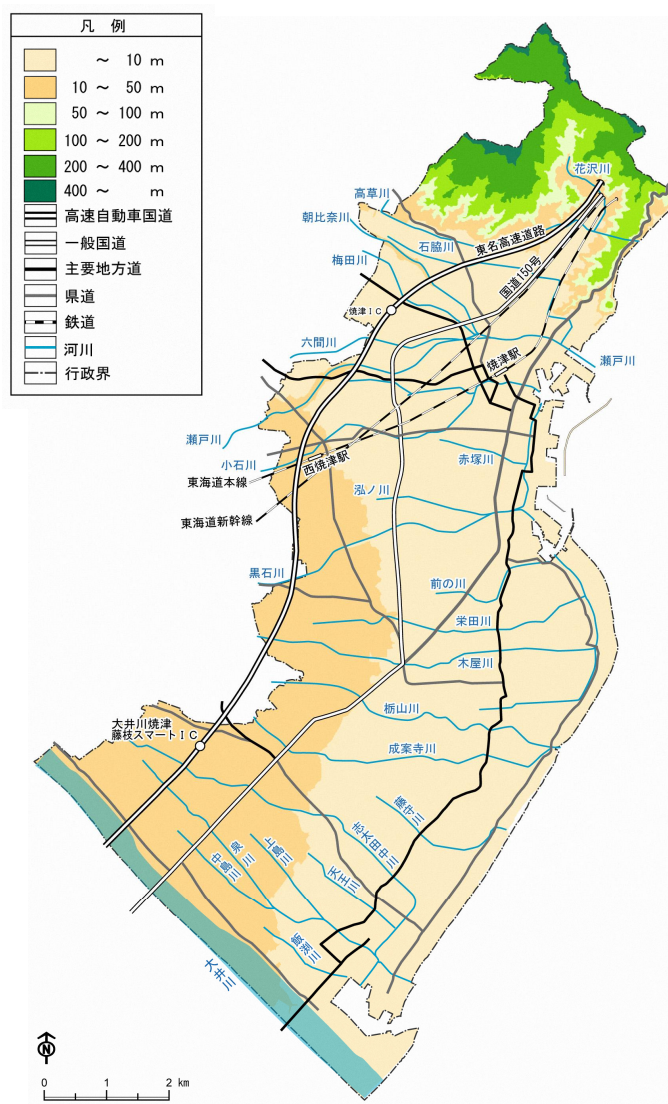 凡 例
～ 10 m
10 ～ 50 m
50 ～ 100 m
100 ～ 200 m
200 ～ 400 m
400 ～ m
高速自動車国道
一般国道
主要地方道
県道
鉄道
河川
行政界
花沢川
高草川
朝比奈川
石脇川
東名高速道路
梅田川
国道150号
焼津ＩＣ
六間川
焼津駅
瀬戸川
瀬戸川
小石川
西焼津駅
赤塚川
東海道本線
泓ノ川
東海道新幹線
黒石川
前の川
栄田川
木屋川
栃山川
大井川焼津
藤枝スマートＩＣ
成案寺川
藤守川
志太田中川
上島川
泉川
中島川
天王川
飯渕川
大井川
N
0 1 2 km